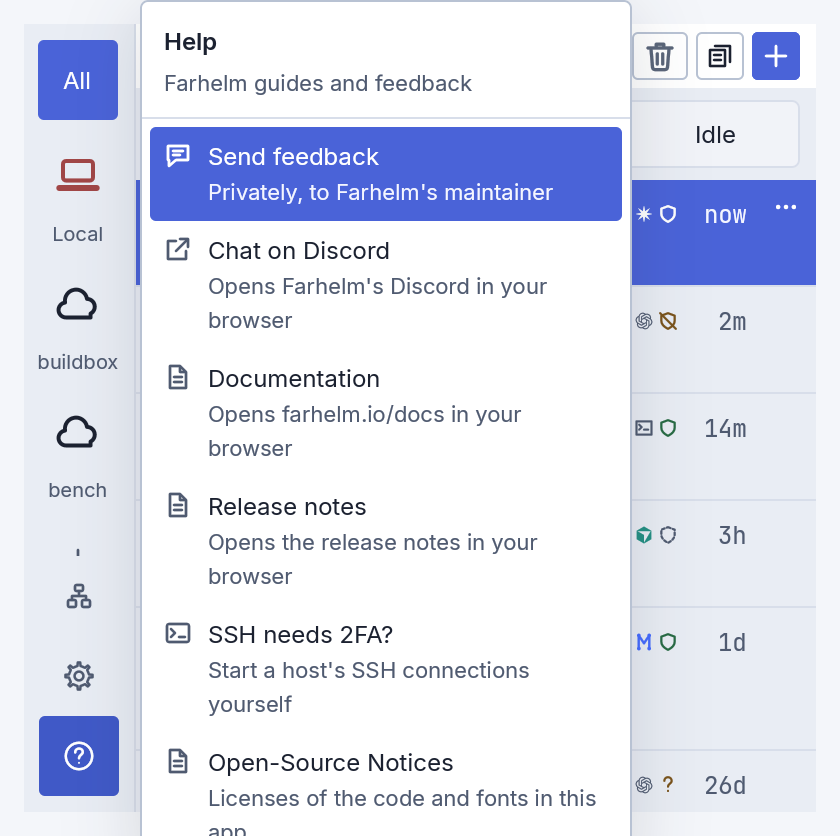 All
Local
buildbox
bench
Help
Farhelm guides and feedback
Send feedback
Privately, to Farhelm's maintainer
Chat on Discord
Opens Farhelm's Discord in your
browser
Documentation
Opens farhelm.io/docs in your
browser
Release notes
Opens the release notes in your
browser
SSH needs 2FA?
Start a host's SSH connections
yourself
Open-Source Notices
Licenses of the code and fonts in this
app
Idle
now
2m
14m
3h
1d
26d